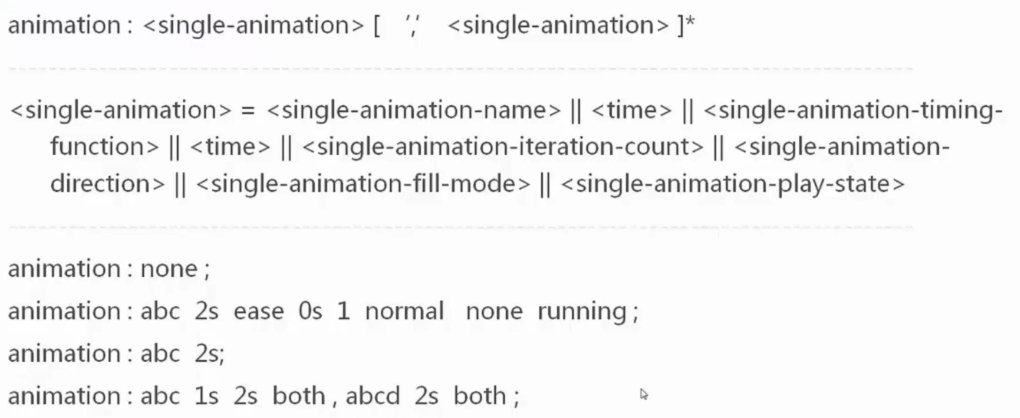 animation : <single-animation> [ ',' <single-animation> ]*
<single-animation> = <single-animation-name> || <time> || <single-animation-timing-
function> || <time> || <single-animation-iteration-count> || <single-animation-
direction> || <single-animation-fill-mode> || <single-animation-play-state>
animation : none ;
animation : abc 2s ease 0s 1 normal none running ;
animation : abc 2s;
animation : abc 1s 2s both , abcd 2s both ;